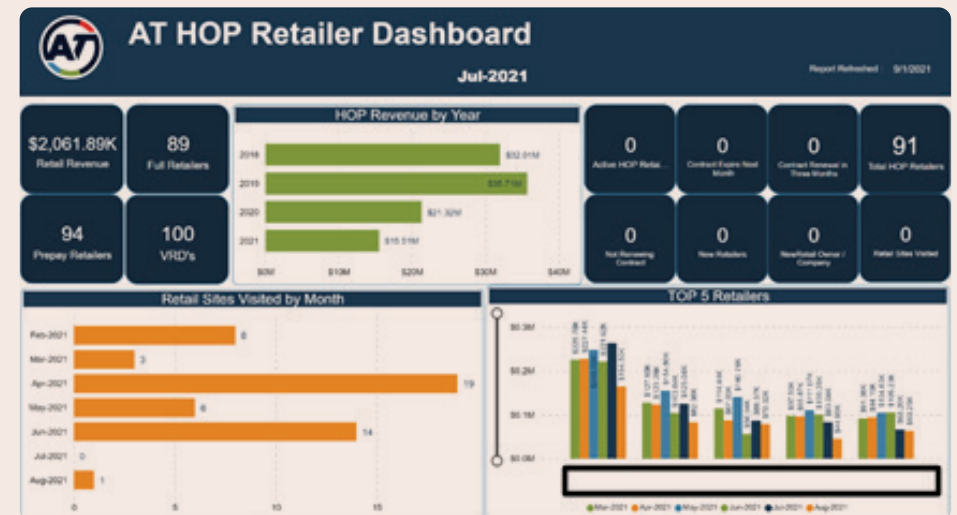 AT
AT HOP Retailer Dashboard
Jul-2021
Report Refreshed : 9/1/2021
$2,061.89K
Retail Revenue
89
Full Retailers
94
Prepay Retailers
100
VRD's
HOP Revenue by Year
2018
$32.01M
2019
$35.71M
2020
$21.32M
2021
$15.51M
$0M $10M $20M $30M $40M
0
Active HOP Retai...
0
Contract Expire Next
Month
0
Contract Renewal in
Three Months
91
Total HOP Retailers
0
Not Renewing
Contract
0
New Retailers
0
NewRetail Owner /
Company
0
Retail Sites Visited
Retail Sites Visited by Month
Feb-2021
8
Mar-2021 3
Apr-2021 19
May-2021 6
Jun-2021 14
Jul-2021 0
Aug-2021 1
0 5 10 15
TOP 5 Retailers
$0.3M
$0.2M
$0.1M
$0.0M
Mar-2021 Apr-2021 May-2021 Jun-2021 Jul-2021 Aug-2021